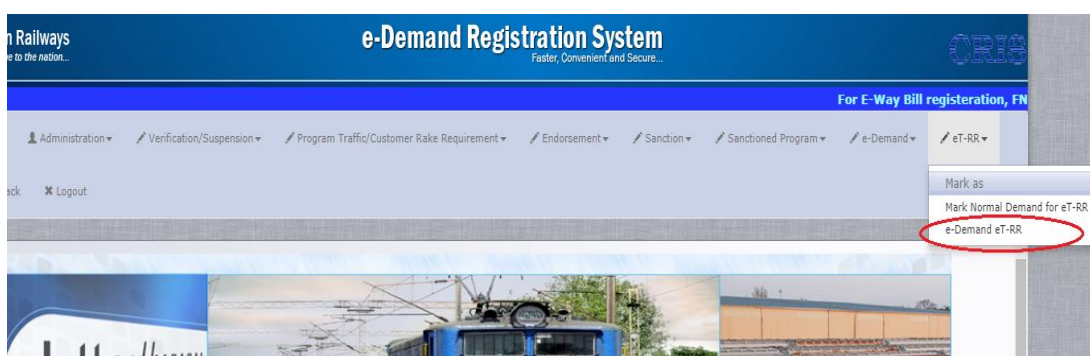 n Railways
e to the nation...
e-Demand Registration System
Faster, Convenient and Secure...
CRIS
For E-Way Bill registeration, FN
Administration
Verification/Suspension
Program Traffic/Customer Rake Requirement
Endorsement
Sanction
Sanctioned Program
e-Demand
eT-RR
ack
Logout
Mark as
Mark Normal Demand for eT-RR
e-Demand eT-RR